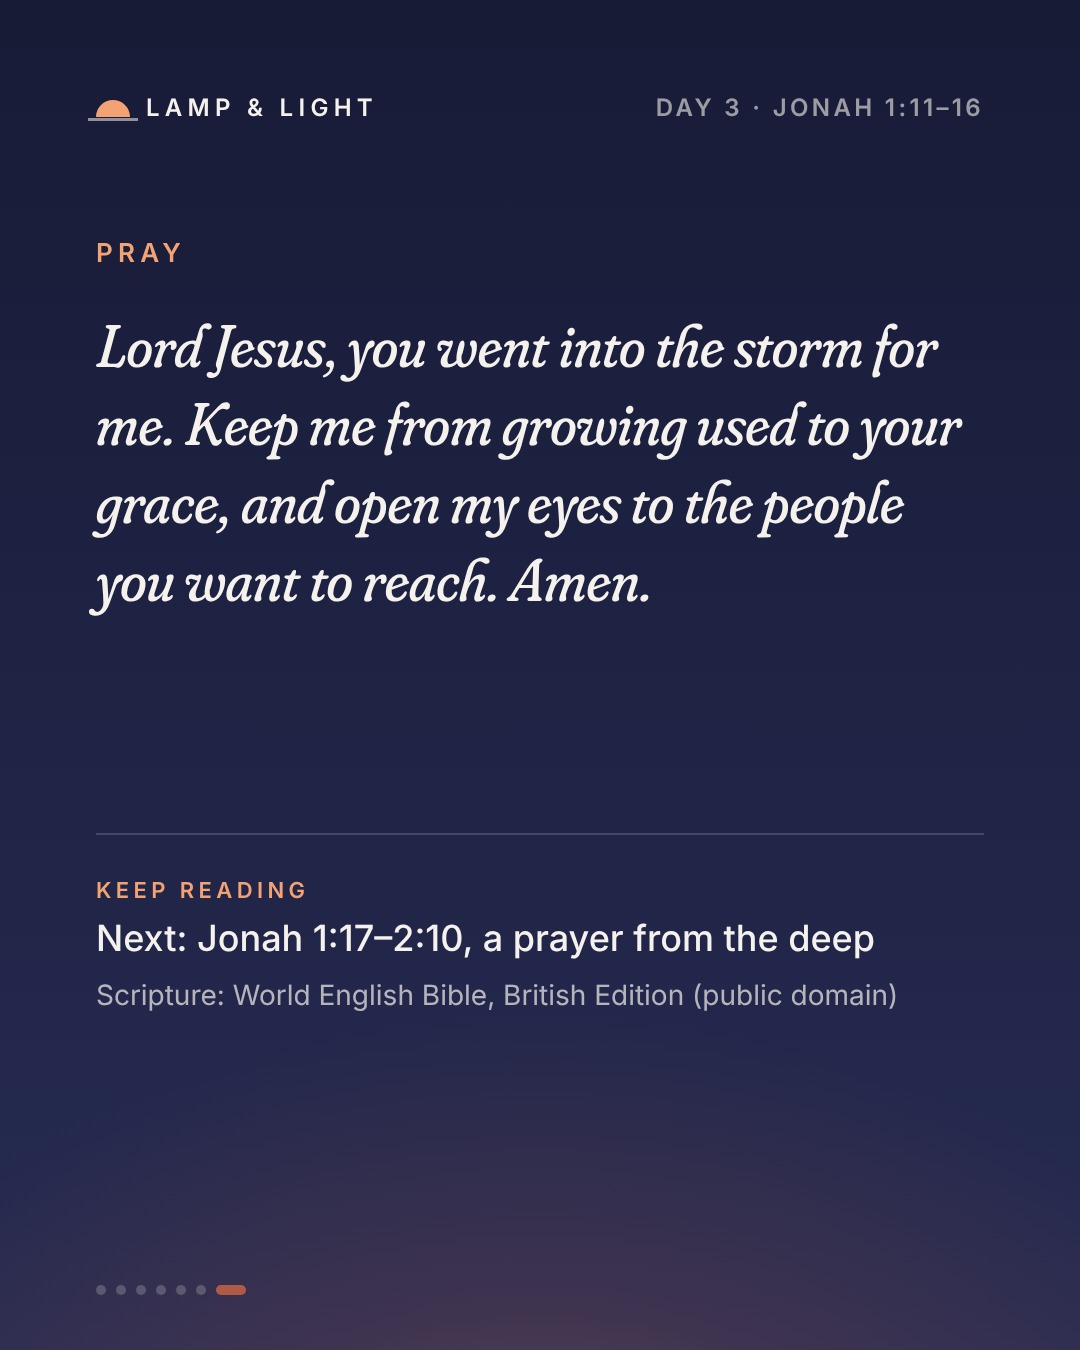 LAMP & LIGHT
DAY 3 · JONAH 1:11–16
PRAY
Lord Jesus, you went into the storm for
me. Keep me from growing used to your
grace, and open my eyes to the people
you want to reach. Amen.
KEEP READING
Next: Jonah 1:17–2:10, a prayer from the deep
Scripture: World English Bible, British Edition (public domain)